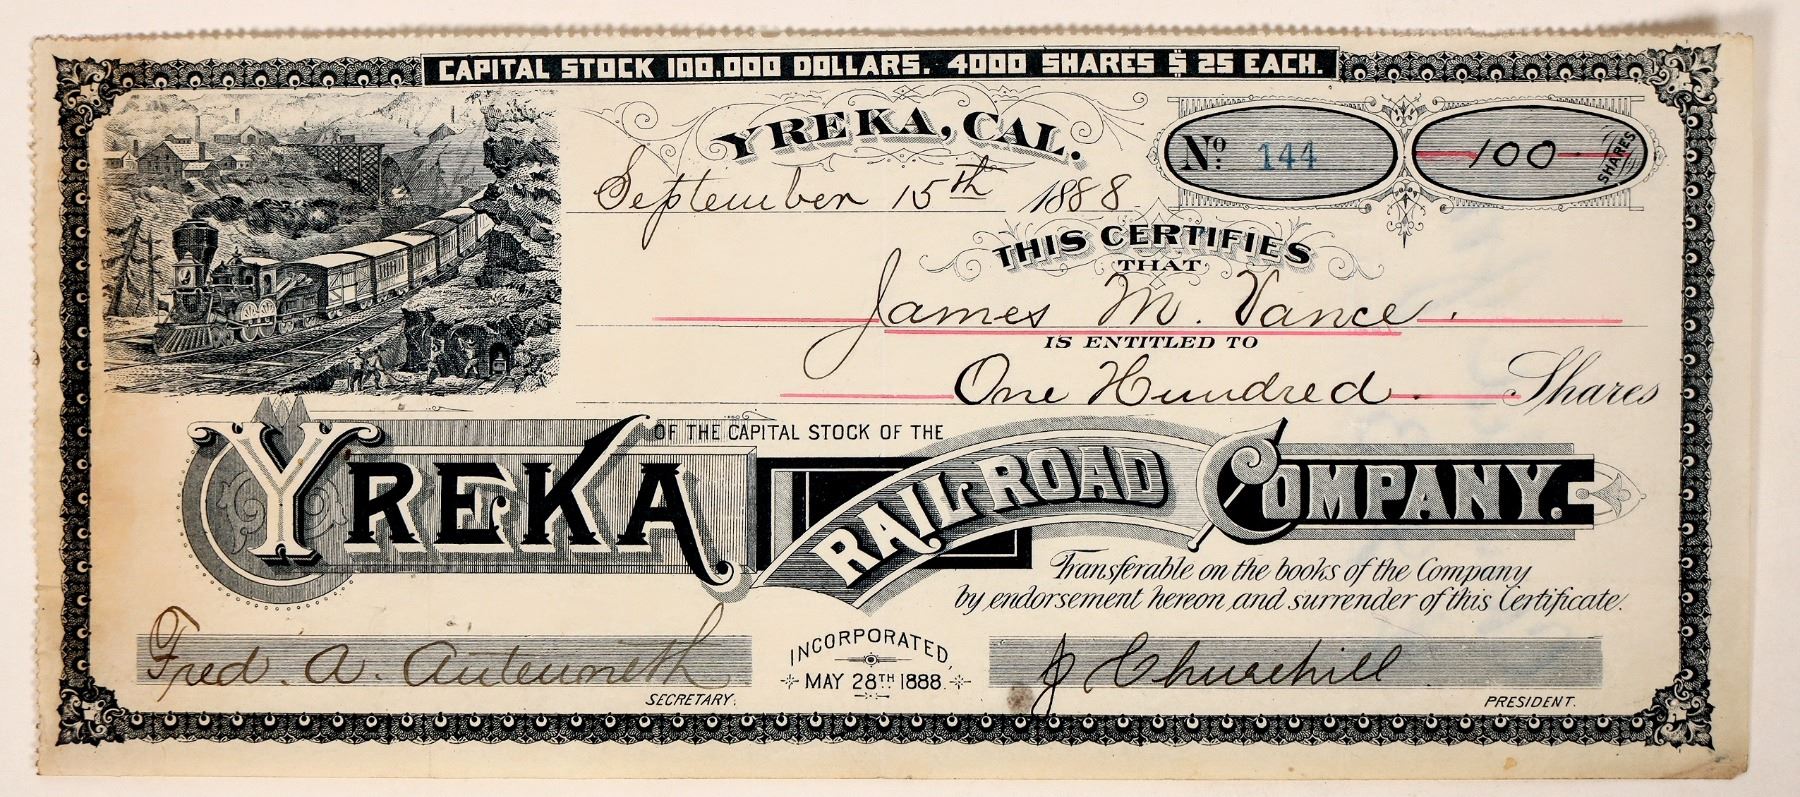 CAPITAL STOCK 100.000 DOLLARS. 4000 SHARES $ 25 EACH.
YREKA, CAL.
No: 144
100 SHARES
September 15th 1888
THIS CERTIFIES
THAT
James M. Vance.
IS ENTITLED TO
One Hundred. Shares
OF THE CAPITAL STOCK OF THE
YREKA RAILROAD COMPANY.
Transferable on the books of the Company
by endorsement hereon and surrender of this Certificate.
Fred. A. Autenrieth
SECRETARY.
INCORPORATED,
MAY 28TH 1888.
J Churchill
PRESIDENT.